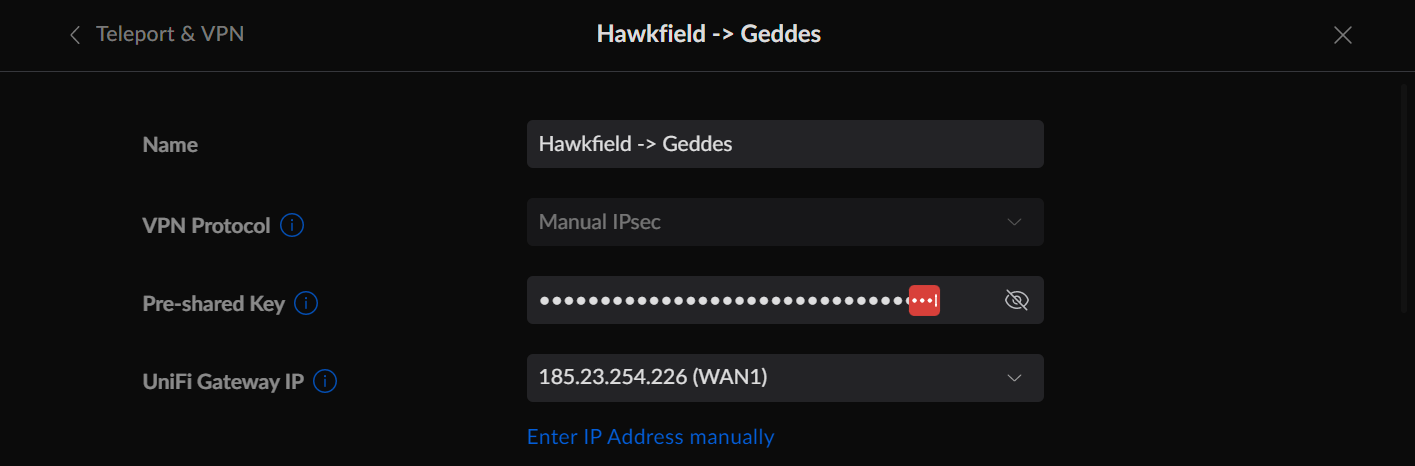 Teleport & VPN
Hawkfield -> Geddes
Name
Hawkfield -> Geddes
VPN Protocol
Manual IPsec
Pre-shared Key
UniFi Gateway IP
185.23.254.226 (WAN1)
Enter IP Address manually